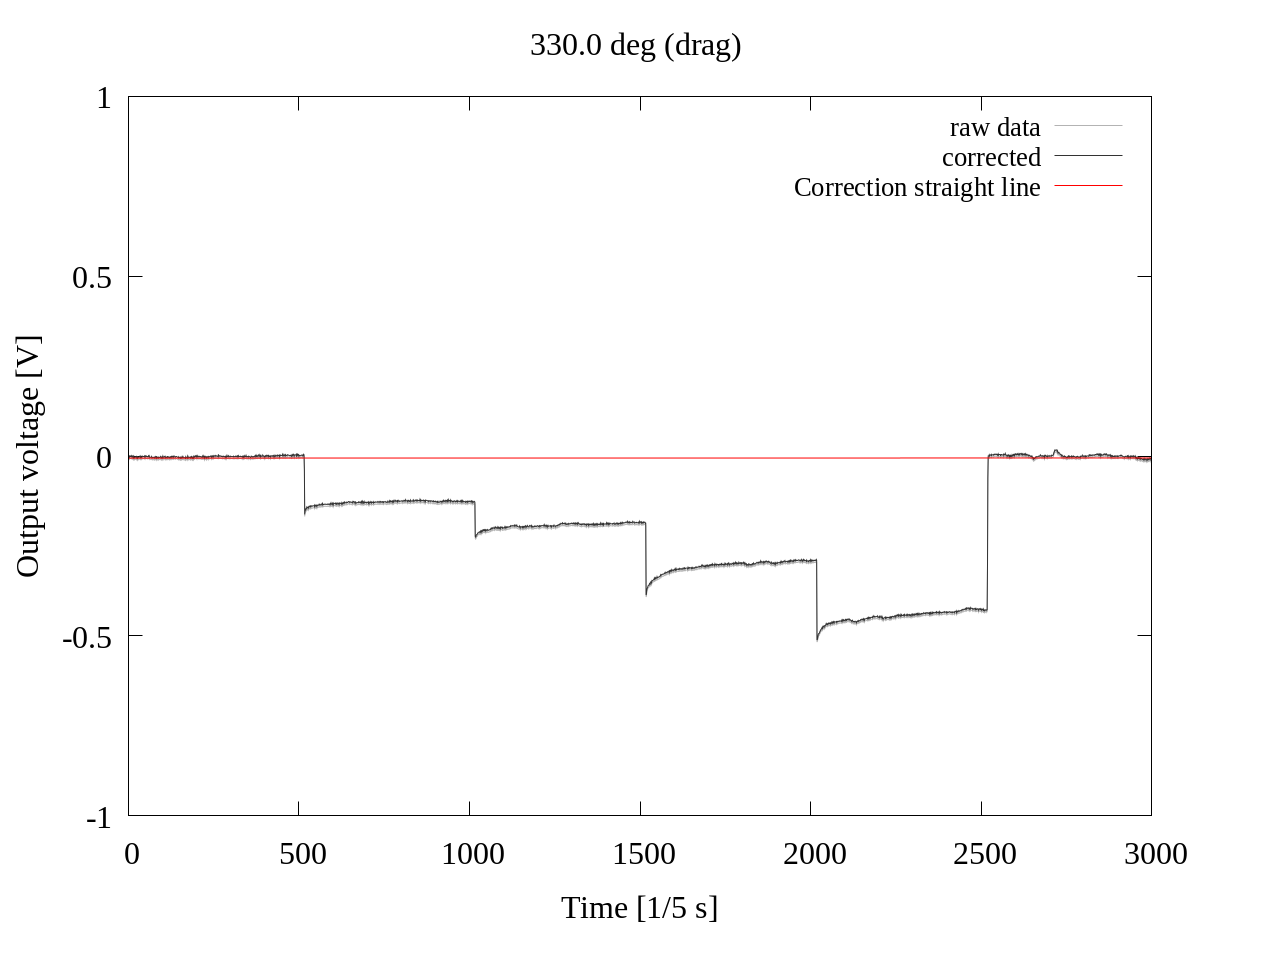 330.0 deg (drag)
1
raw data
corrected
Correction straight line
0.5
0
-0.5
-1
Output voltage [V]
0 500 1000 1500 2000 2500 3000
Time [1/5 s]